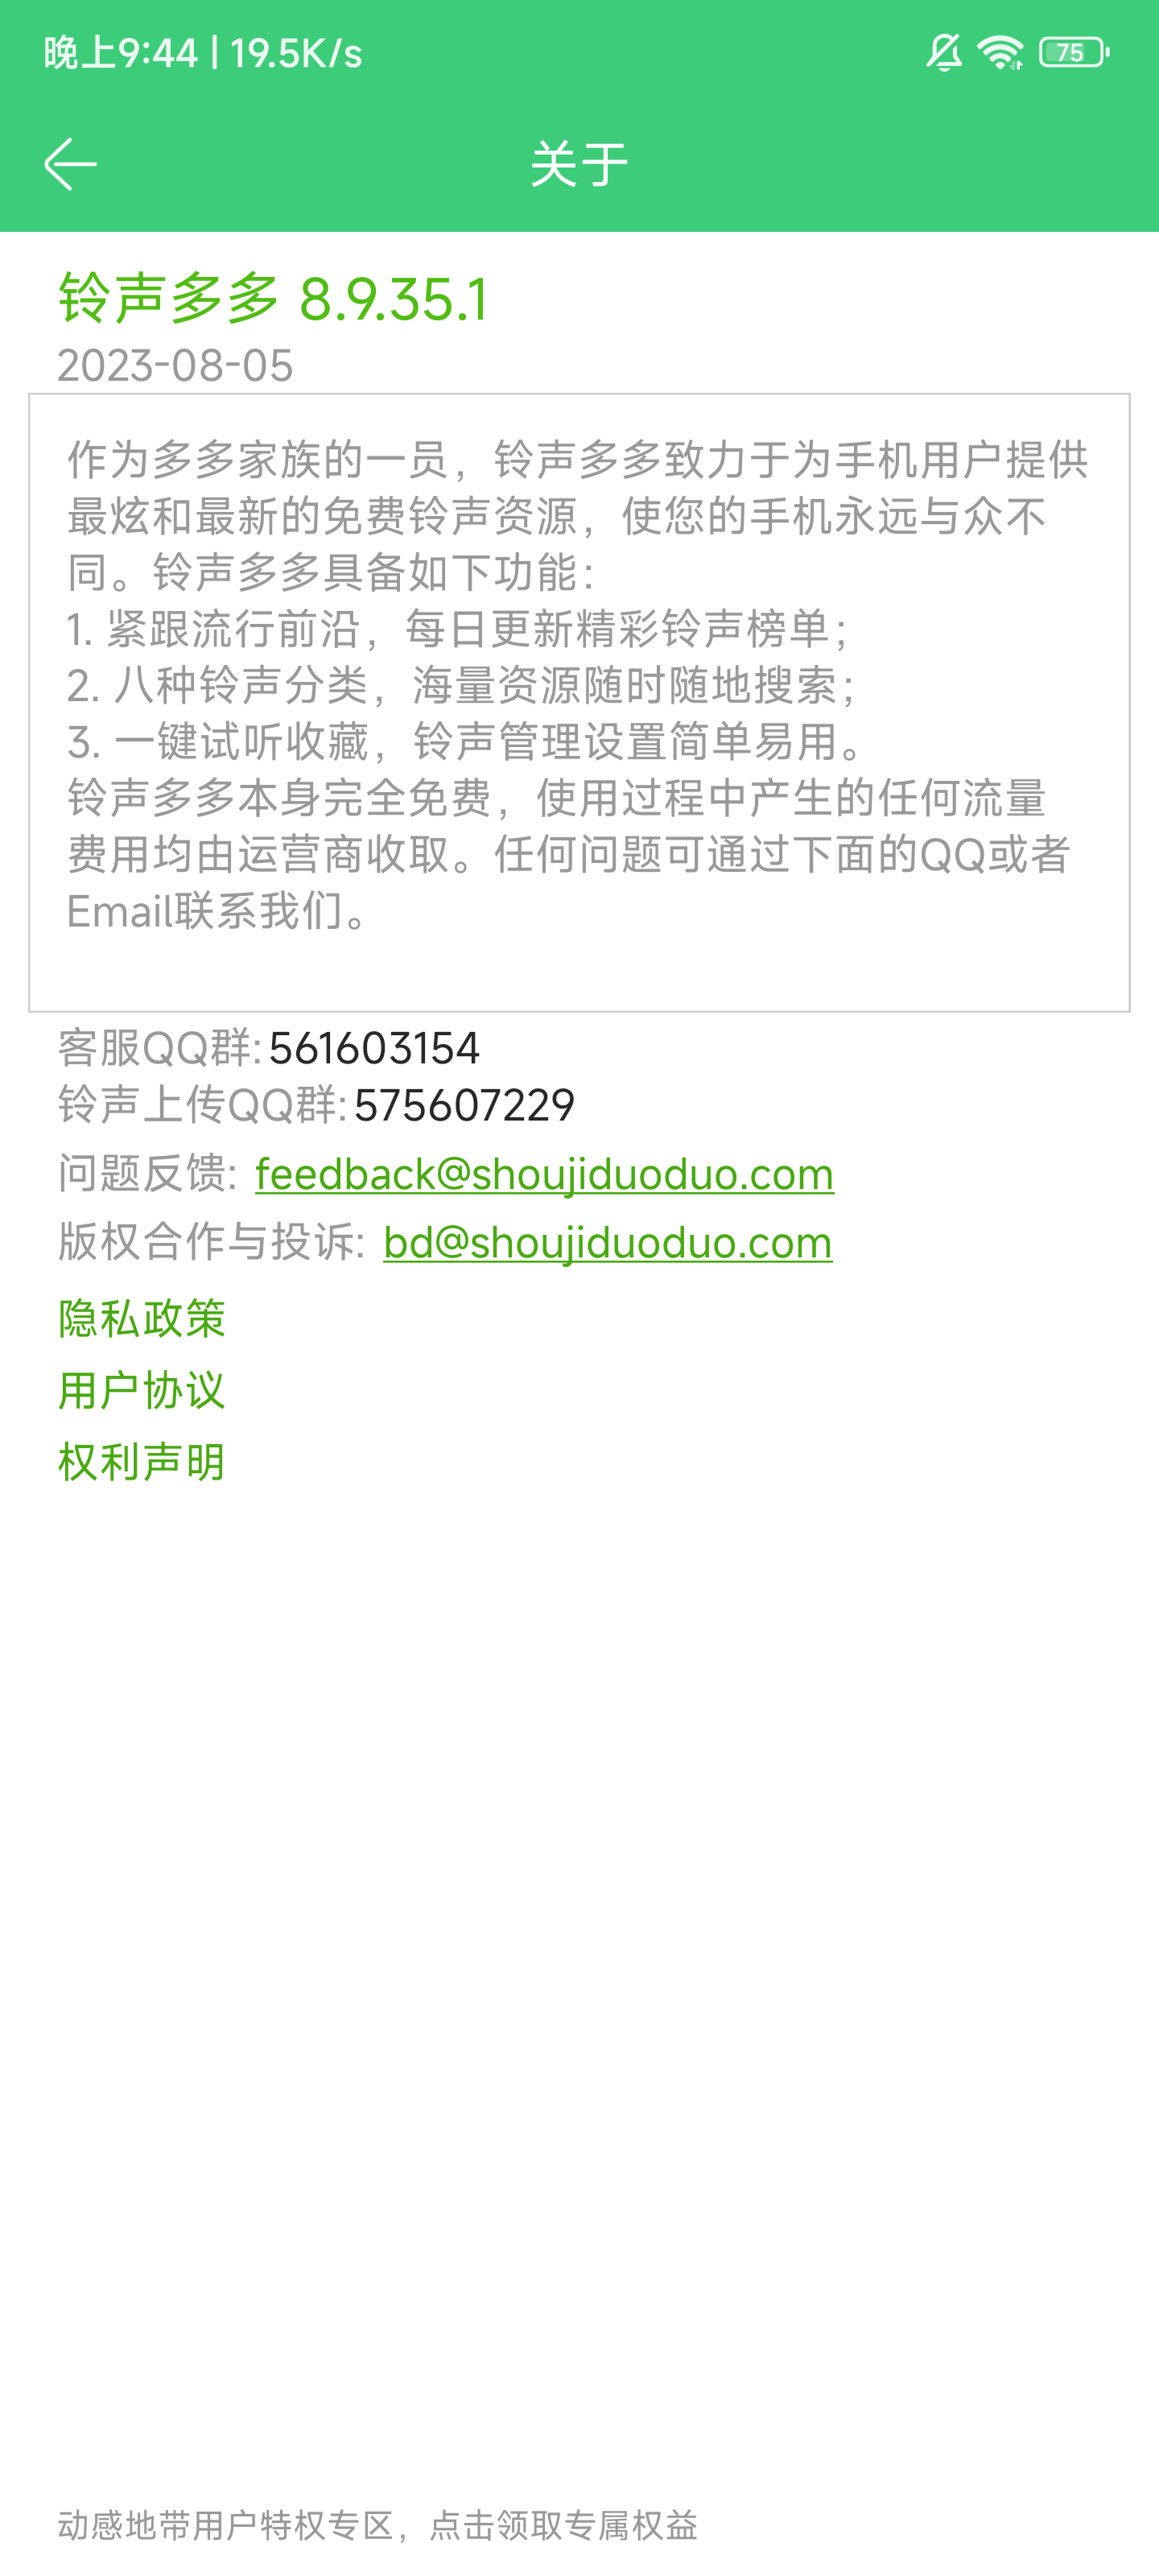 晚上9:44 | 19.5K/s
75
关于
铃声多多 8.9.35.1
2023-08-05
作为多多家族的一员，铃声多多致力于为手机用户提供
最炫和最新的免费铃声资源，使您的手机永远与众不
同。铃声多多具备如下功能：
1. 紧跟流行前沿，每日更新精彩铃声榜单；
2. 八种铃声分类，海量资源随时随地搜索；
3. 一键试听收藏，铃声管理设置简单易用。
铃声多多本身完全免费，使用过程中产生的任何流量
费用均由运营商收取。任何问题可通过下面的QQ或者
Email联系我们。
客服QQ群:561603154
铃声上传QQ群:575607229
问题反馈: feedback@shoujiduoduo.com
版权合作与投诉: bd@shoujiduoduo.com
隐私政策
用户协议
权利声明
动感地带用户特权专区，点击领取专属权益